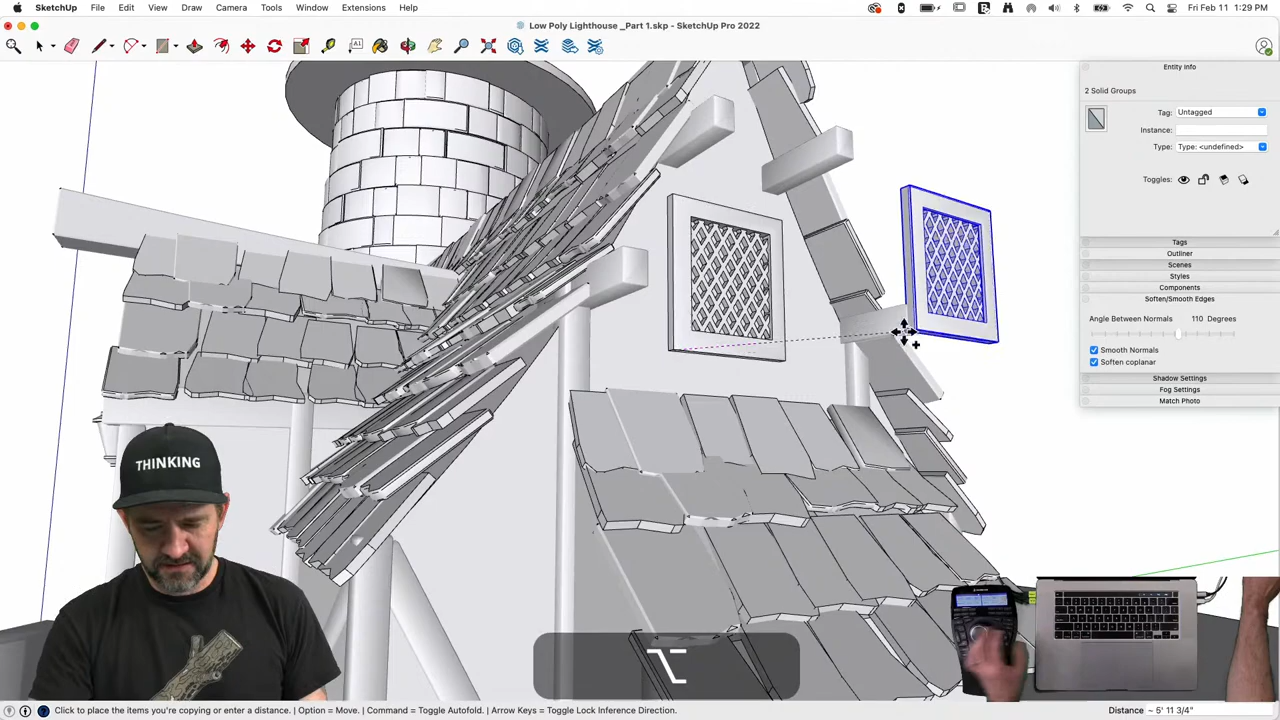 SketchUp File Edit View Draw Camera Tools Window Extensions Help
Fri Feb 11 1:29 PM
Low Poly Lighthouse _Part 1.skp - SketchUp Pro 2022
Entity Info
2 Solid Groups
Tag: Untagged
Instance:
Type: Type: <undefined>
Toggles:
Tags
Outliner
Scenes
Styles
Components
Soften/Smooth Edges
Angle Between Normals 110 Degrees
Smooth Normals
Soften coplanar
Shadow Settings
Fog Settings
Match Photo
THINKING
⌥
Click to place the items you're copying or enter a distance. | Option = Move. | Command = Toggle Autofold. | Arrow Keys = Toggle Lock Inference Direction.
Distance ~ 5' 11 3/4"